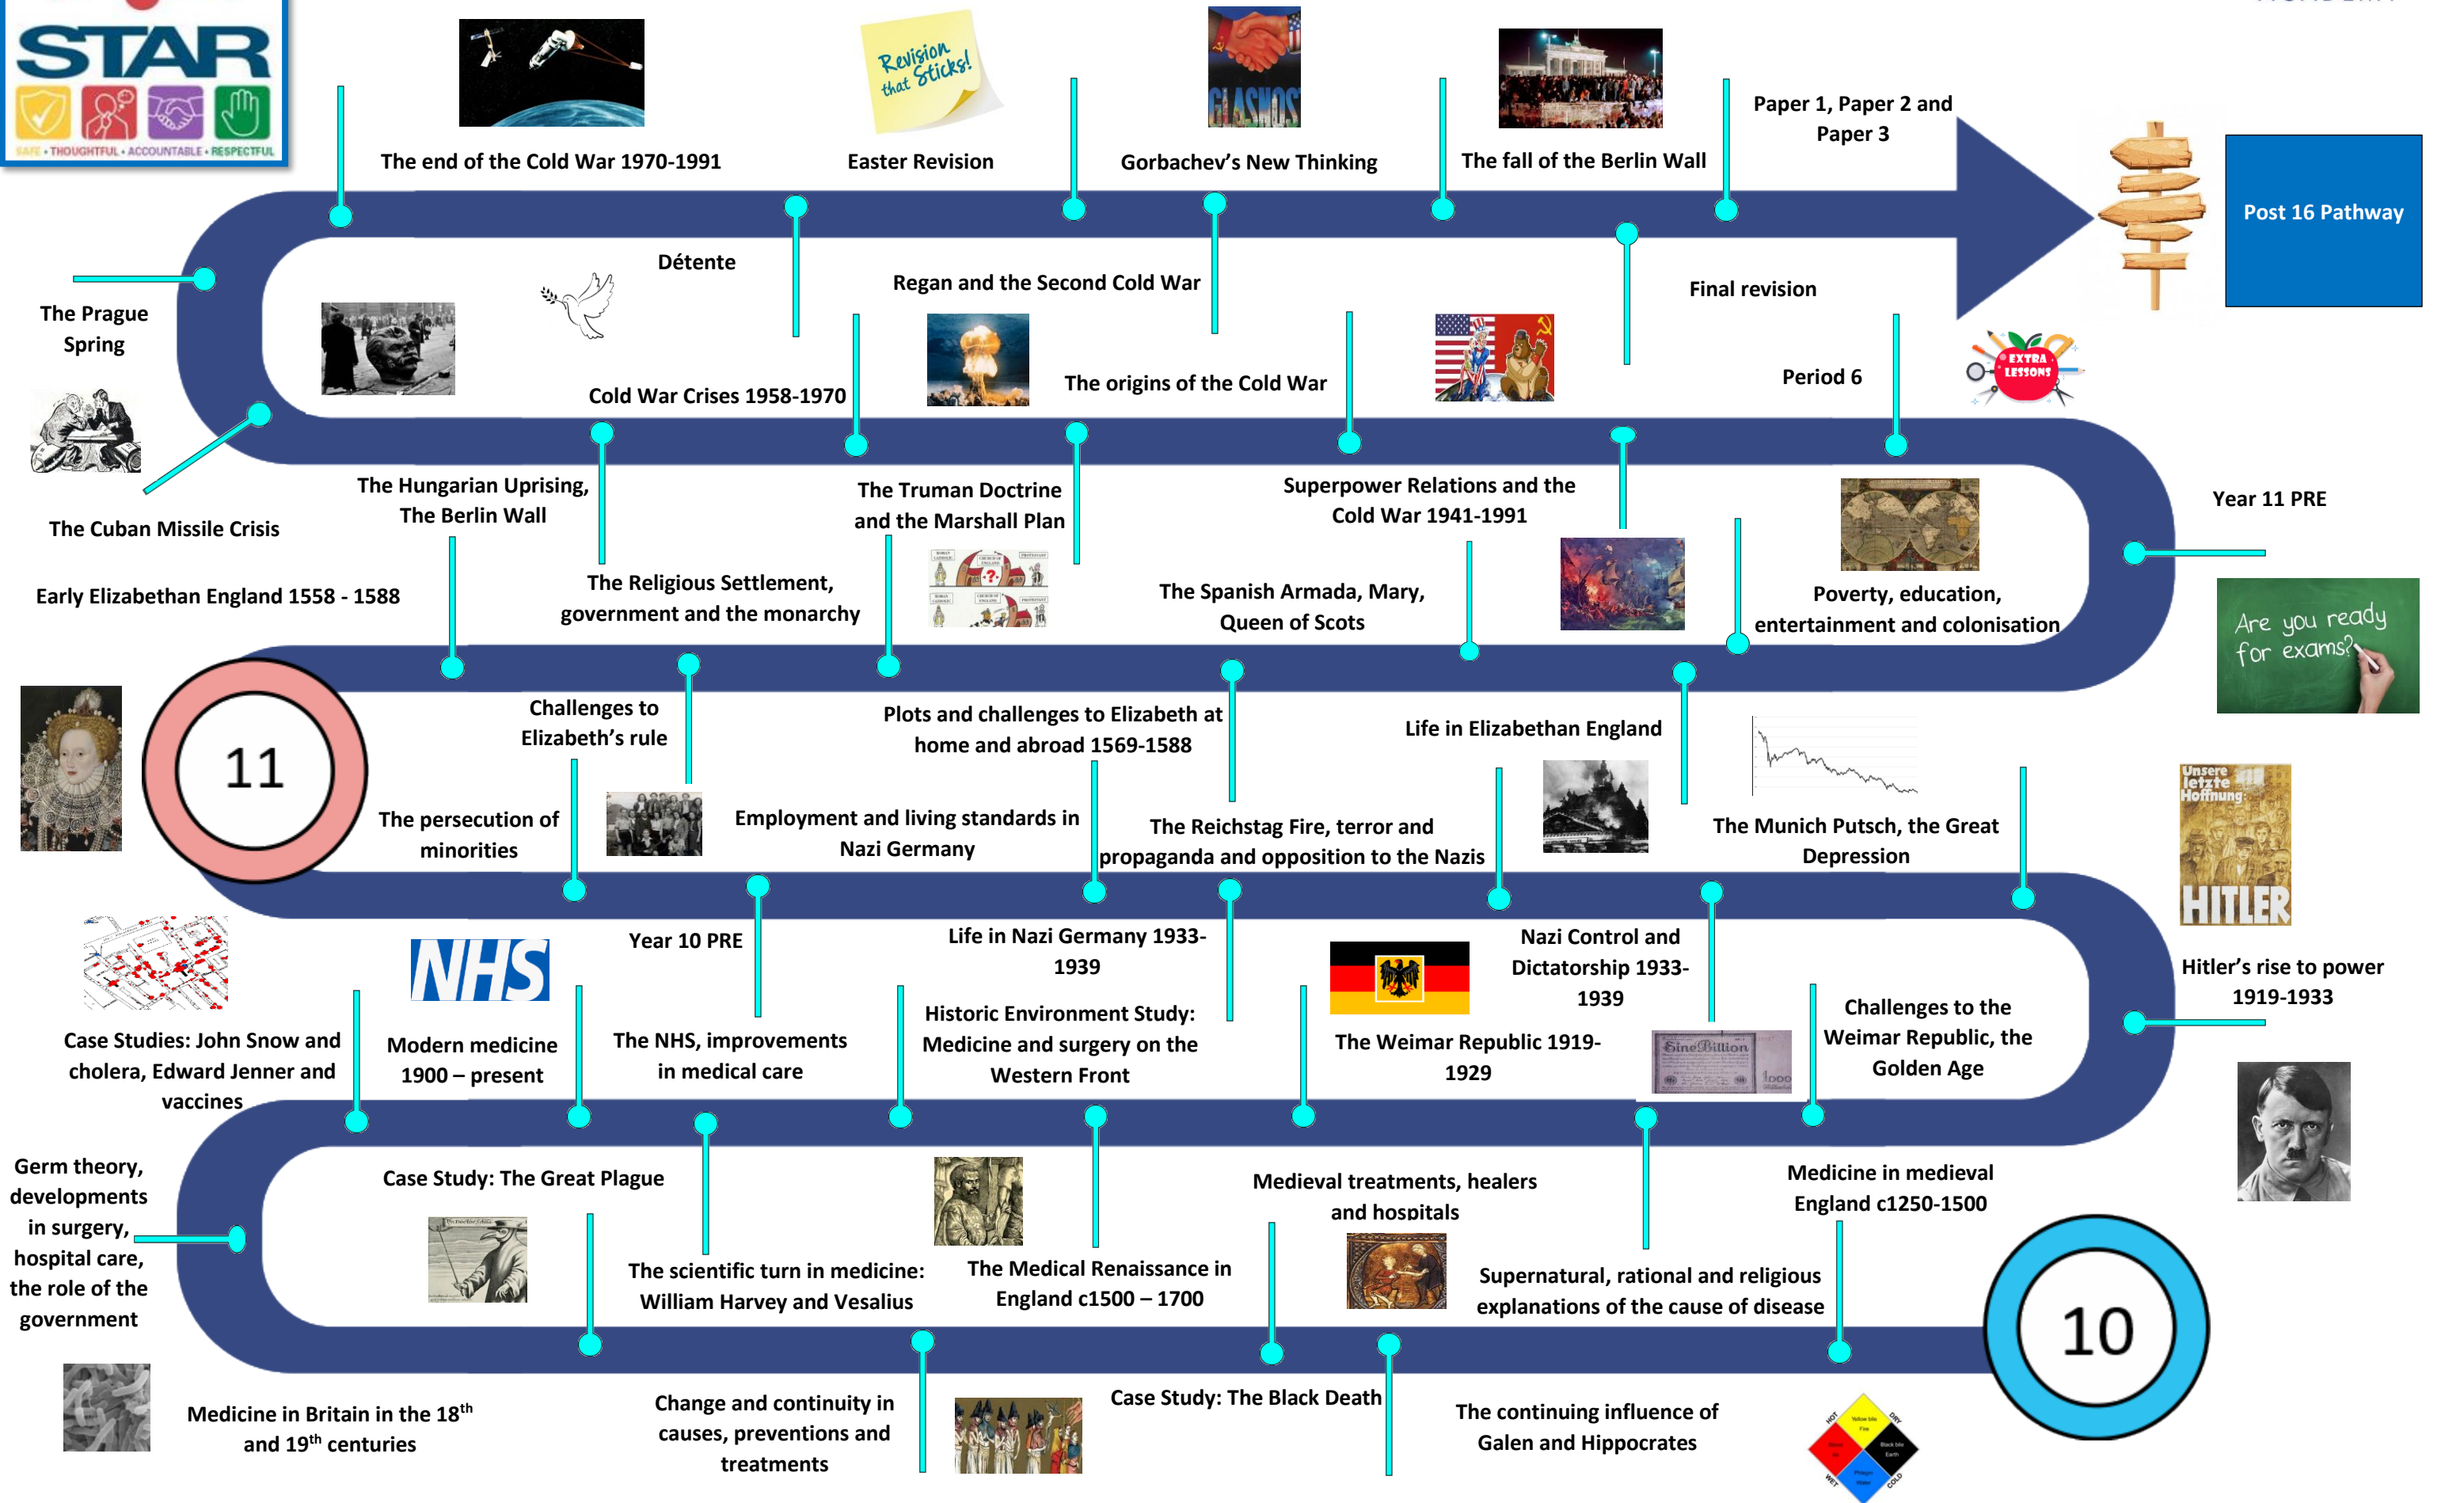 STAR
SAFE • THOUGHTFUL • ACCOUNTABLE • RESPECTFUL
The end of the Cold War 1970-1991
Revision
that Sticks!
Easter Revision
GLASNOS
Gorbachev's New Thinking
The fall of the Berlin Wall
Paper 1, Paper 2 and
Paper 3
Post 16 Pathway
The Prague
Spring
Détente
Regan and the Second Cold War
Final revision
Cold War Crises 1958-1970
The origins of the Cold War
Period 6
EXTRA
LESSONS
The Cuban Missile Crisis
The Hungarian Uprising,
The Berlin Wall
The Truman Doctrine
and the Marshall Plan
Superpower Relations and the
Cold War 1941-1991
Year 11 PRE
Early Elizabethan England 1558 - 1588
The Religious Settlement,
government and the monarchy
The Spanish Armada, Mary,
Queen of Scots
Poverty, education,
entertainment and colonisation
Are you ready
for exams?
11
Challenges to
Elizabeth's rule
Plots and challenges to Elizabeth at
home and abroad 1569-1588
Life in Elizabethan England
The persecution of
minorities
Employment and living standards in
Nazi Germany
The Reichstag Fire, terror and
propaganda and opposition to the Nazis
The Munich Putsch, the Great
Depression
Unsere
letzte
Hoffnung:
HITLER
NHS
Year 10 PRE
Life in Nazi Germany 1933-
1939
Nazi Control and
Dictatorship 1933-
1939
Hitler's rise to power
1919-1933
Case Studies: John Snow and
cholera, Edward Jenner and
vaccines
Modern medicine
1900 – present
The NHS, improvements
in medical care
Historic Environment Study:
Medicine and surgery on the
Western Front
The Weimar Republic 1919-
1929
Eine Billion
Challenges to the
Weimar Republic, the
Golden Age
Germ theory,
developments
in surgery,
hospital care,
the role of the
government
Case Study: The Great Plague
Medieval treatments, healers
and hospitals
Medicine in medieval
England c1250-1500
The scientific turn in medicine:
William Harvey and Vesalius
The Medical Renaissance in
England c1500 – 1700
Supernatural, rational and religious
explanations of the cause of disease
10
Medicine in Britain in the 18th
and 19th centuries
Change and continuity in
causes, preventions and
treatments
Case Study: The Black Death
The continuing influence of
Galen and Hippocrates
HOT
DRY
Yellow bile
Fire
Black bile
Earth
Phlegm
Water
WET
COLD